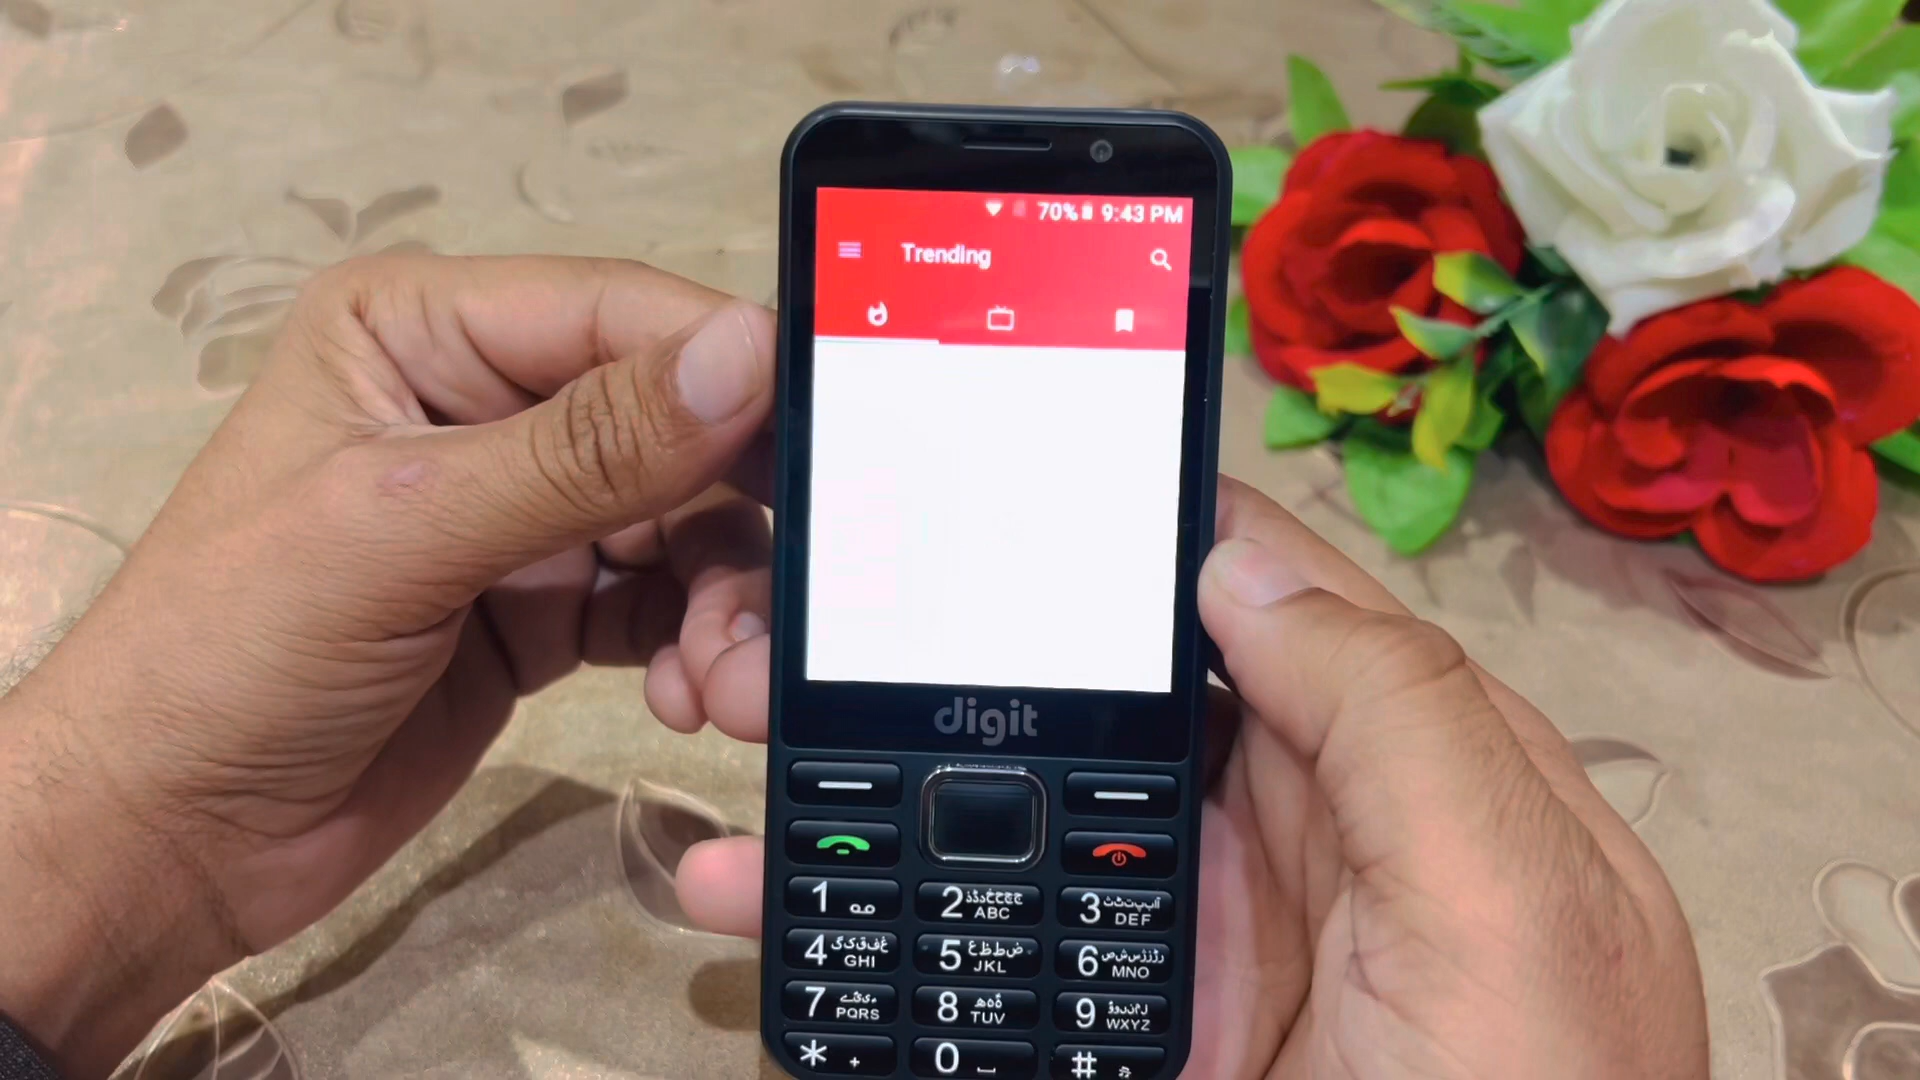 70% 9:43 PM
Trending
digit
1
2 ABC
3 DEF
4 GHI
5 ض ط ظ ع JKL
6 MNO
7 PQRS
8 TUV
9 WXYZ
* +
0
#